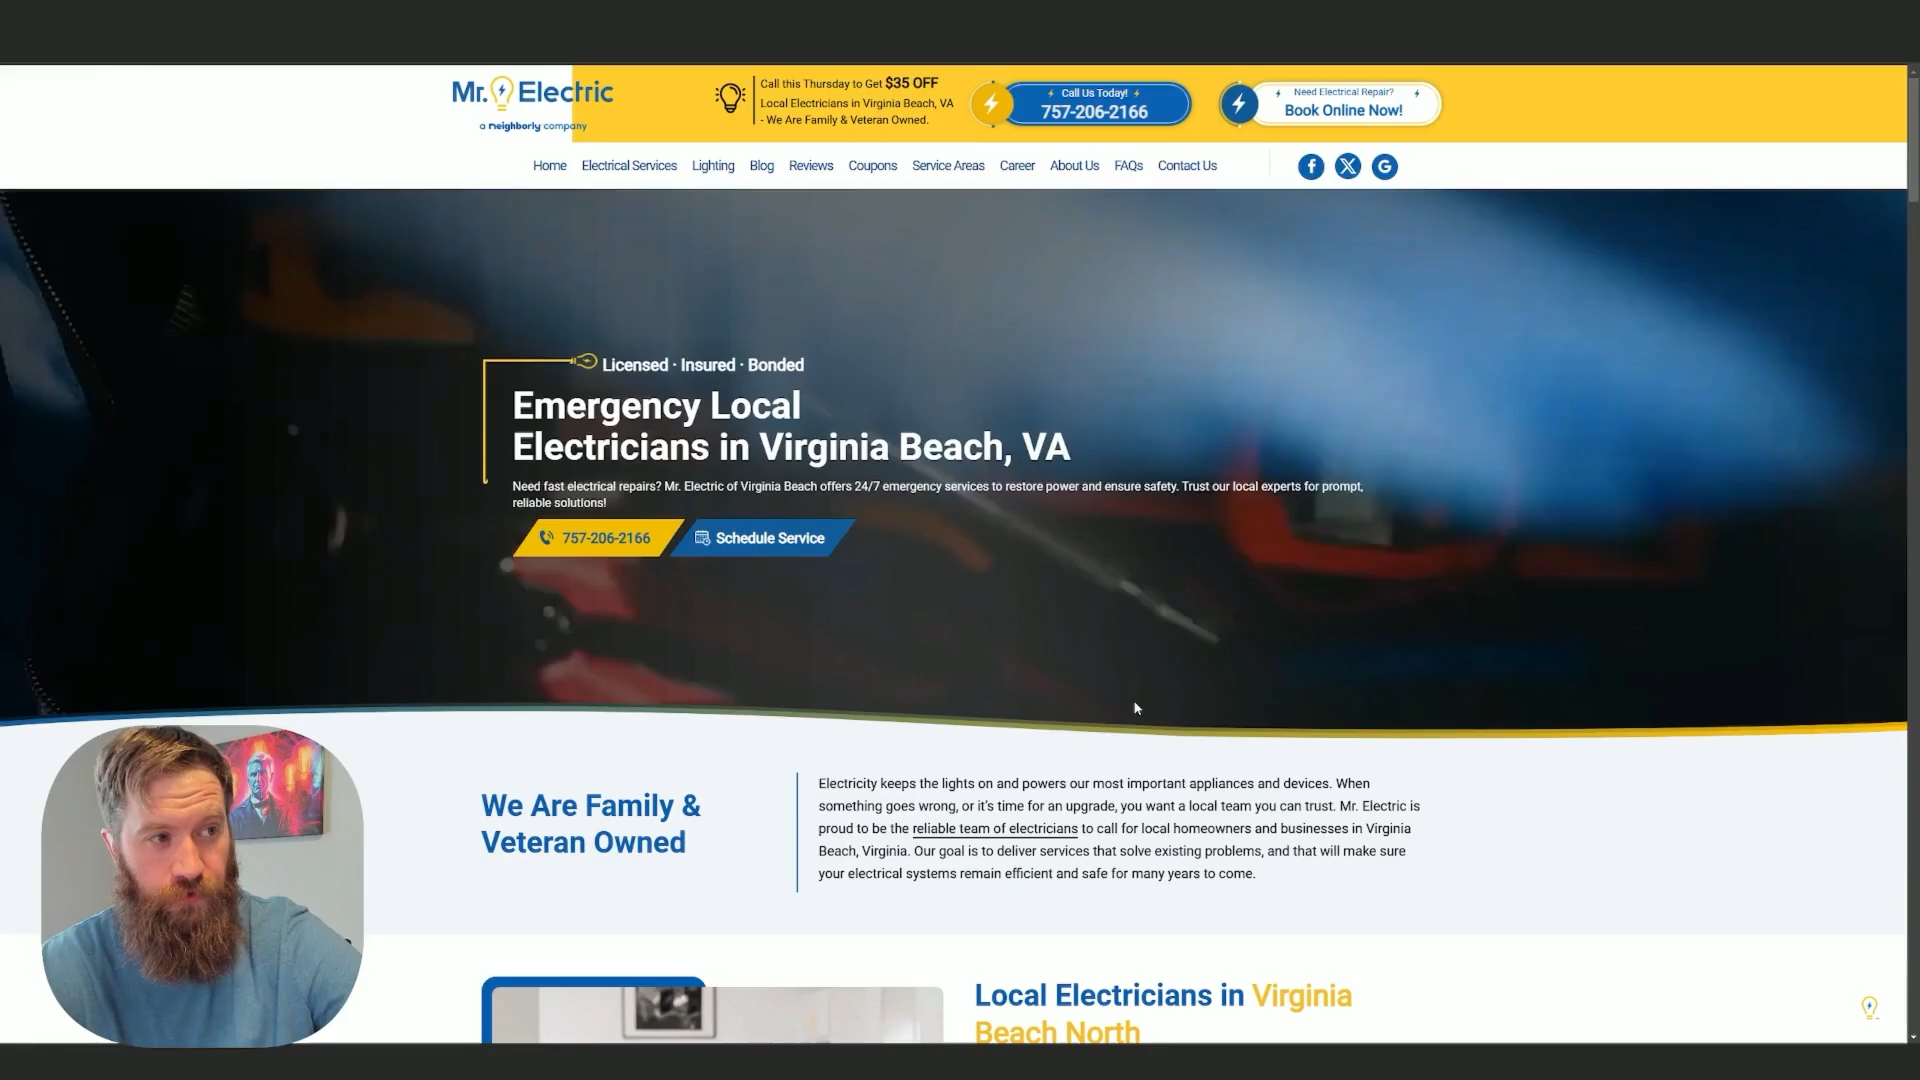 Mr. Electric
a neighborly company
Call this Thursday to Get $35 OFF
Local Electricians in Virginia Beach, VA
- We Are Family & Veteran Owned.
Call Us Today!
757-206-2166
Need Electrical Repair?
Book Online Now!
Home Electrical Services Lighting Blog Reviews Coupons Service Areas Career About Us FAQs Contact Us
Licensed · Insured · Bonded
Emergency Local
Electricians in Virginia Beach, VA
Need fast electrical repairs? Mr. Electric of Virginia Beach offers 24/7 emergency services to restore power and ensure safety. Trust our local experts for prompt,
reliable solutions!
757-206-2166
Schedule Service
We Are Family &
Veteran Owned
Electricity keeps the lights on and powers our most important appliances and devices. When
something goes wrong, or it's time for an upgrade, you want a local team you can trust. Mr. Electric is
proud to be the reliable team of electricians to call for local homeowners and businesses in Virginia
Beach, Virginia. Our goal is to deliver services that solve existing problems, and that will make sure
your electrical systems remain efficient and safe for many years to come.
Local Electricians in Virginia
Beach North